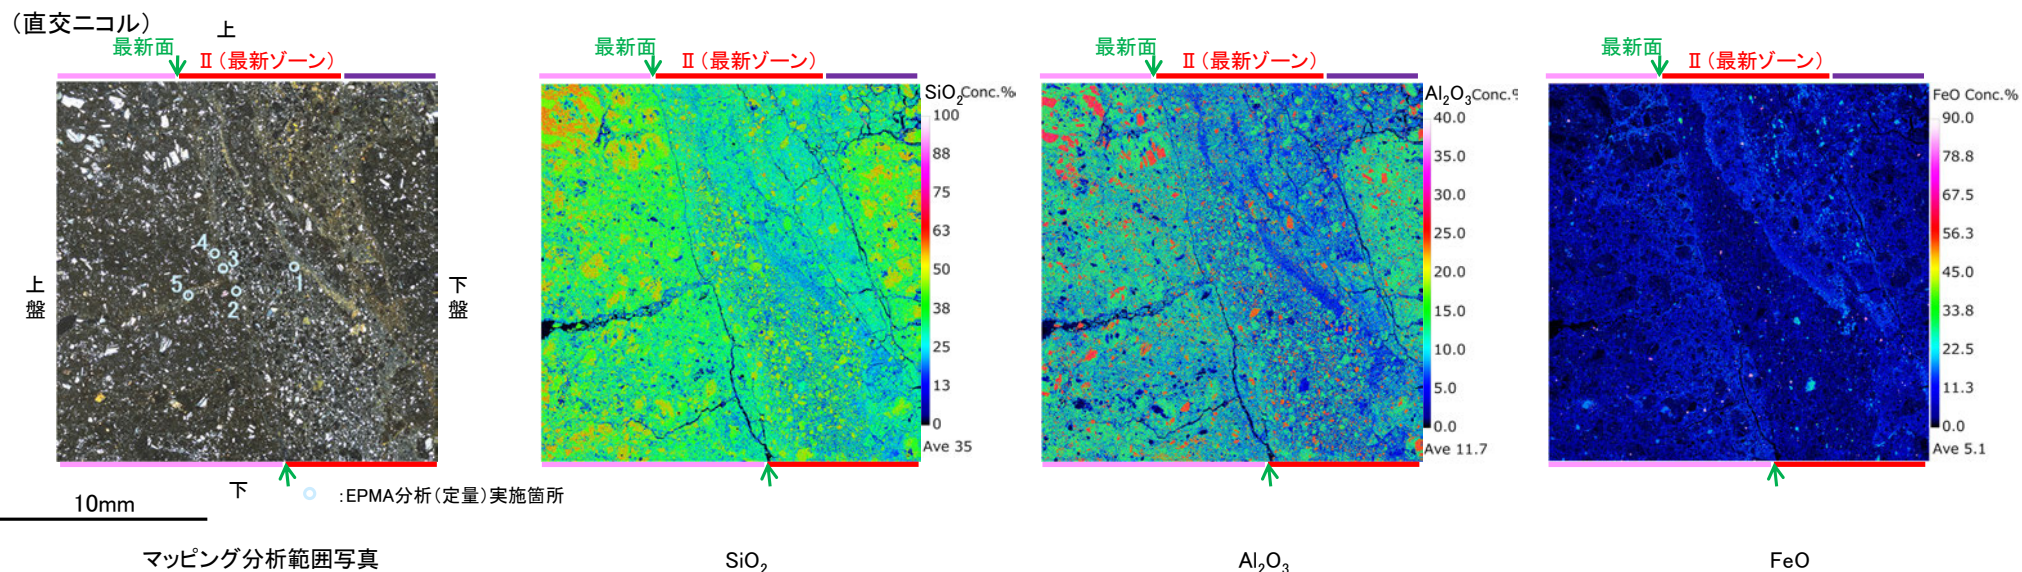 (直交ニコル)
上
最新面
Ⅱ(最新ゾーン)
上盤
下盤
4
3
5
1
2
下
:EPMA分析(定量)実施箇所
10mm
マッピング分析範囲写真
最新面
Ⅱ(最新ゾーン)
SiO₂ Conc.%
100
88
75
63
50
38
25
13
0
Ave 35
SiO₂
最新面
Ⅱ(最新ゾーン)
Al₂O₃ Conc.%
40.0
35.0
30.0
25.0
20.0
15.0
10.0
5.0
0.0
Ave 11.7
Al₂O₃
最新面
Ⅱ(最新ゾーン)
FeO Conc.%
90.0
78.8
67.5
56.3
45.0
33.8
22.5
11.3
0.0
Ave 5.1
FeO